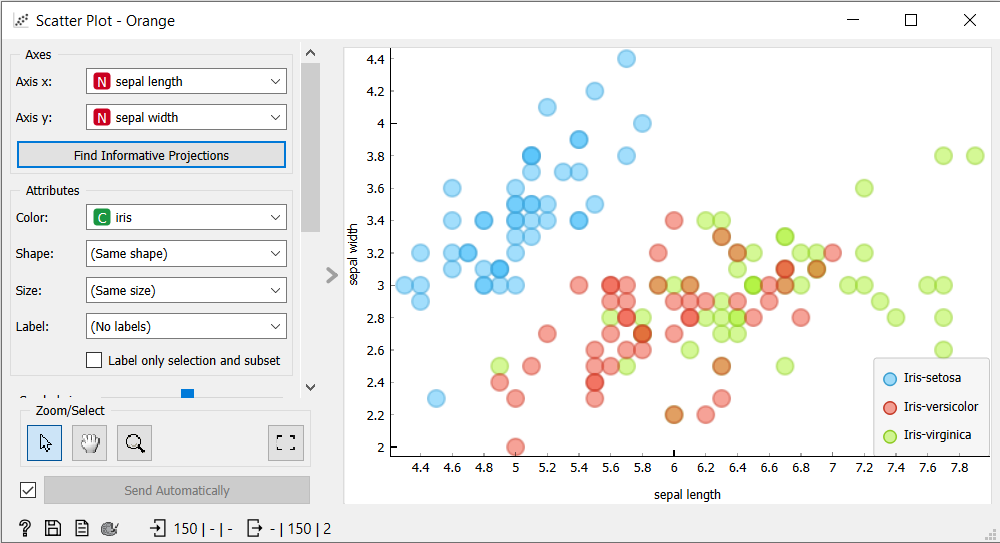 Scatter Plot - Orange
Axes
Axis x: N sepal length
Axis y: N sepal width
Find Informative Projections
Attributes
Color: C iris
Shape: (Same shape)
Size: (Same size)
Label: (No labels)
Label only selection and subset
Zoom/Select
Send Automatically
? 150 | - | - - | 150 | 2
sepal width
4.4
4.2
4
3.8
3.6
3.4
3.2
3
2.8
2.6
2.4
2.2
2
4.4 4.6 4.8 5 5.2 5.4 5.6 5.8 6 6.2 6.4 6.6 6.8 7 7.2 7.4 7.6 7.8
sepal length
Iris-setosa
Iris-versicolor
Iris-virginica